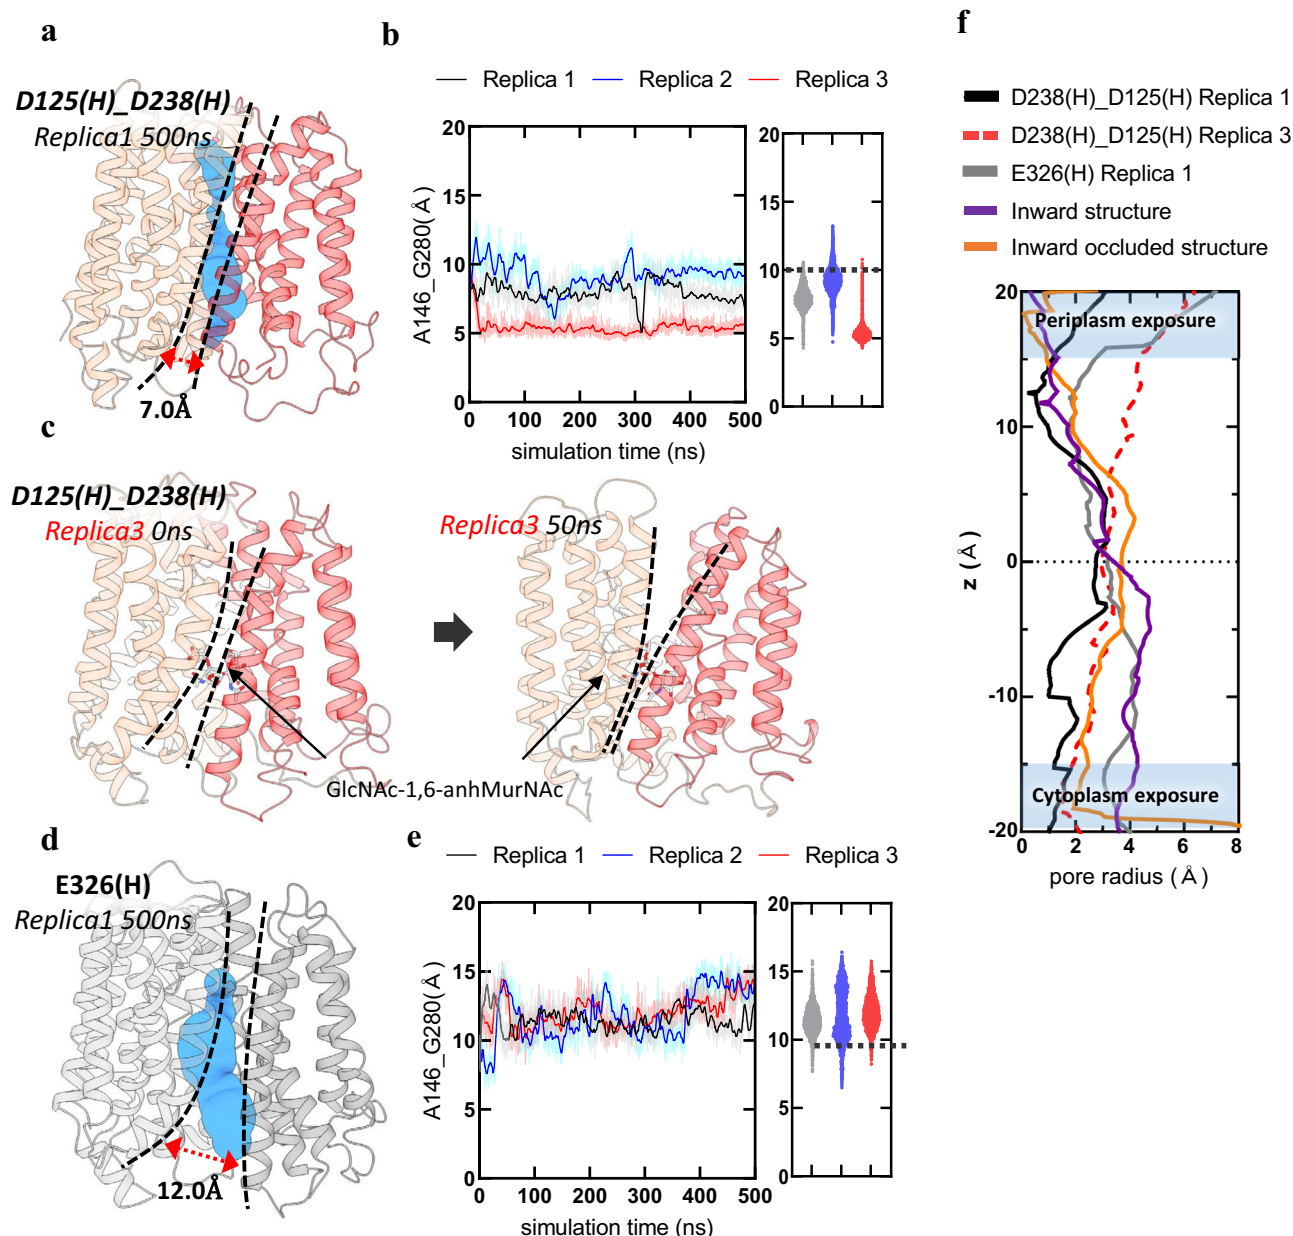 a
D125(H)_D238(H)
Replica1 500ns
7.0Å
b
Replica 1 Replica 2 Replica 3
A146_G280(Å)
20
15
10
5
0
0 100 200 300 400 500
simulation time (ns)
20
15
10
5
0
c
D125(H)_D238(H)
Replica3 0ns
Replica3 50ns
GlcNAc-1,6-anhMurNAc
d
E326(H)
Replica1 500ns
12.0Å
e
Replica 1 Replica 2 Replica 3
A146_G280(Å)
20
15
10
5
0
0 100 200 300 400 500
simulation time (ns)
20
15
10
5
0
f
D238(H)_D125(H) Replica 1
D238(H)_D125(H) Replica 3
E326(H) Replica 1
Inward structure
Inward occluded structure
20
Periplasm exposure
10
z (Å)
0
-10
Cytoplasm exposure
-20
0 2 4 6 8
pore radius (Å)